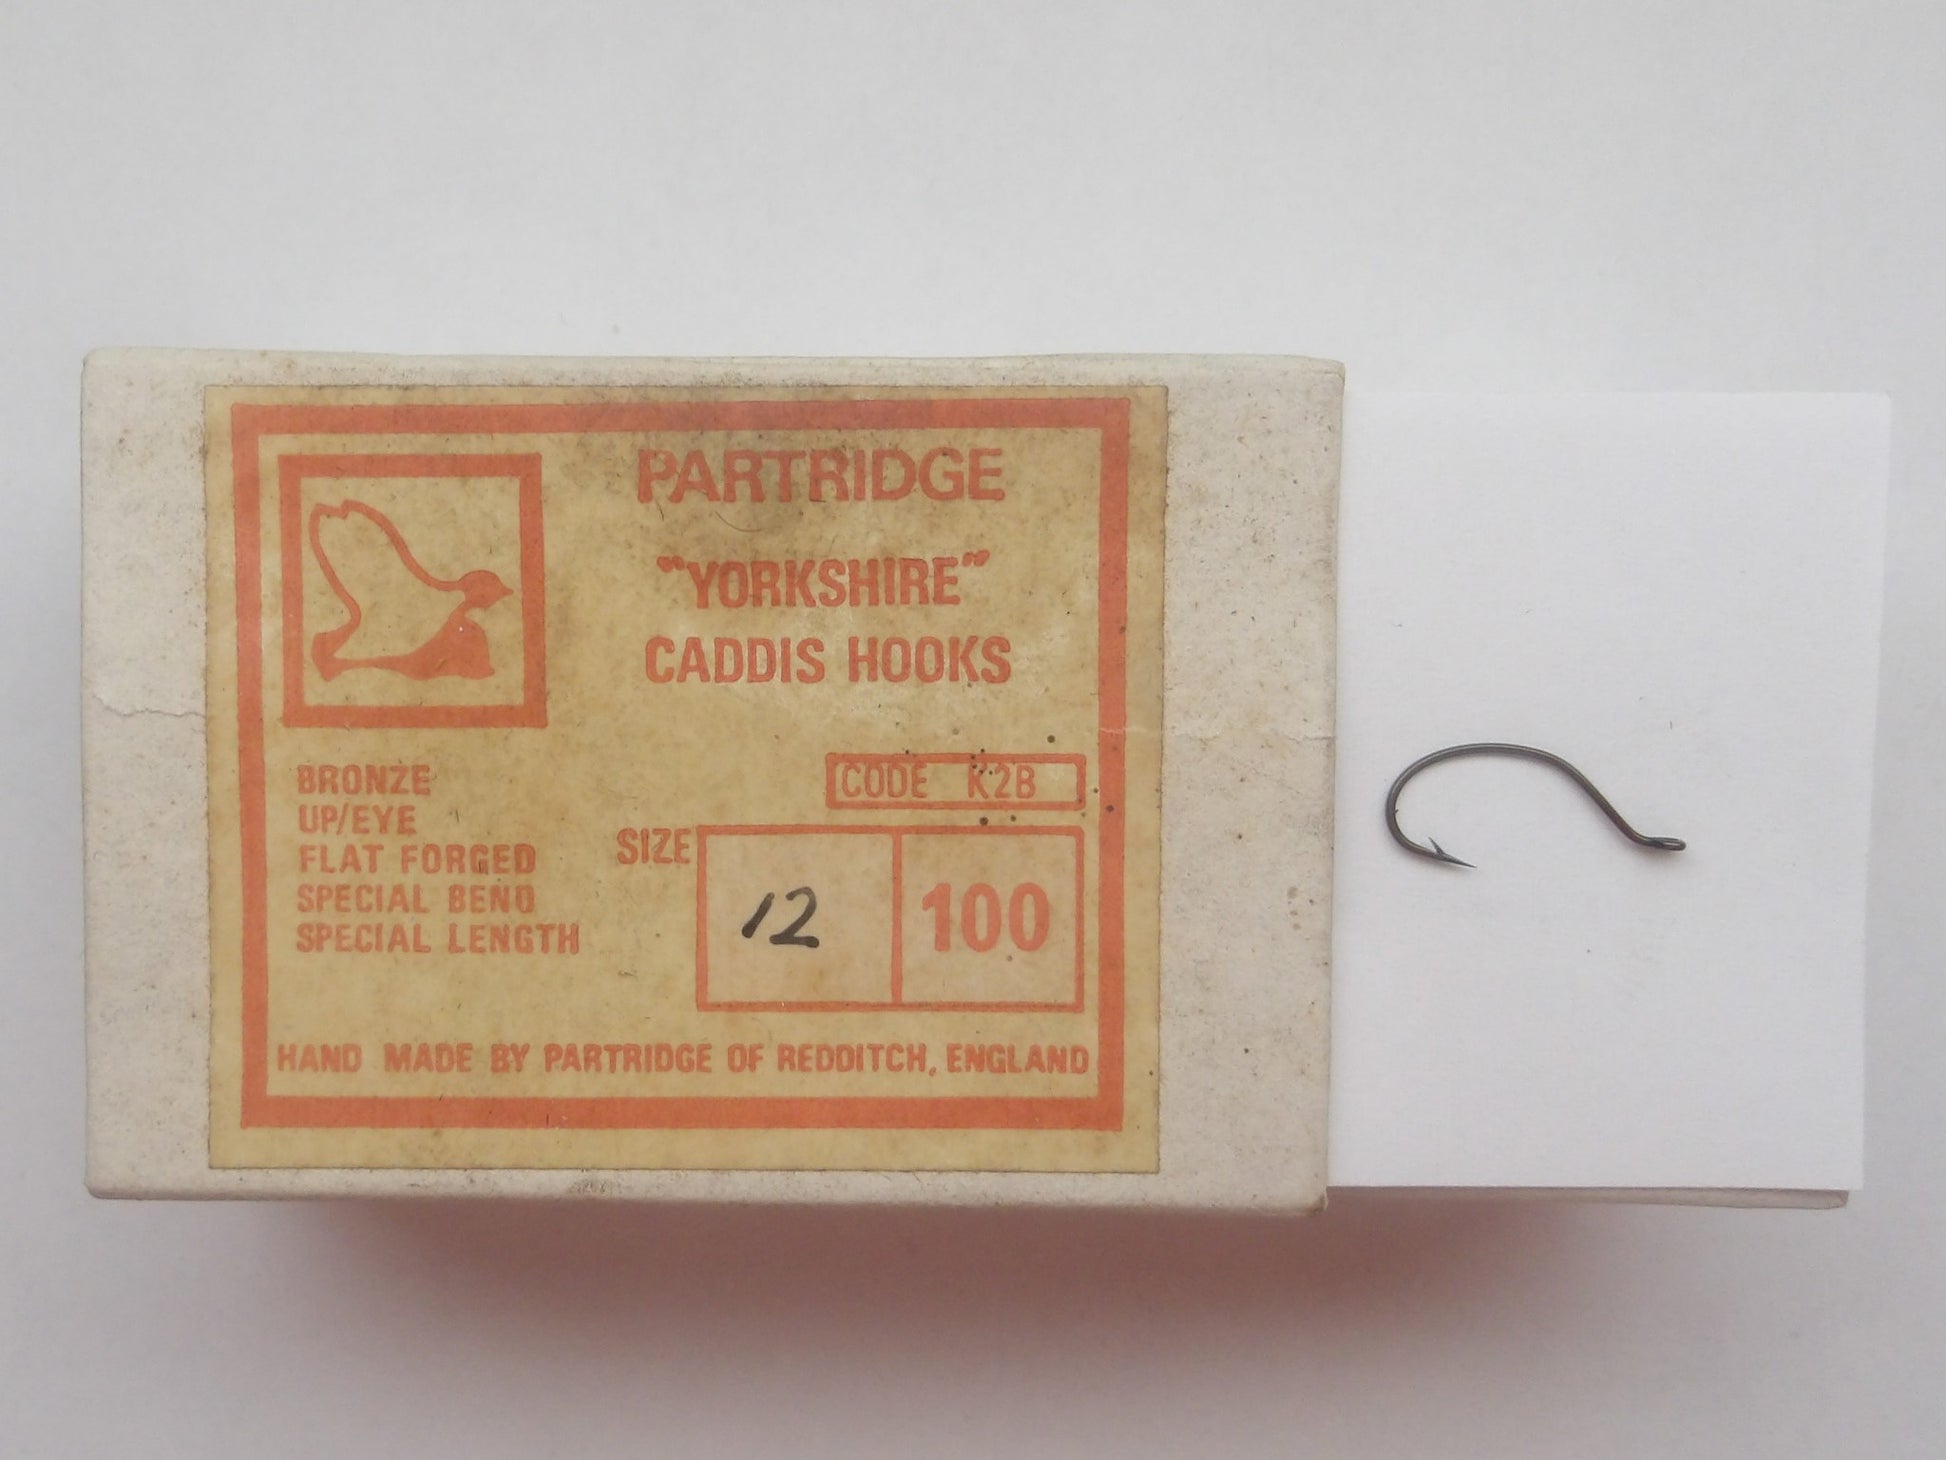 PARTRIDGE
"YORKSHIRE"
CADDIS HOOKS
BRONZE
UP/EYE
FLAT FORGED
SPECIAL BEND
SPECIAL LENGTH
CODE K2B
SIZE
12
100
HAND MADE BY PARTRIDGE OF REDDITCH, ENGLAND